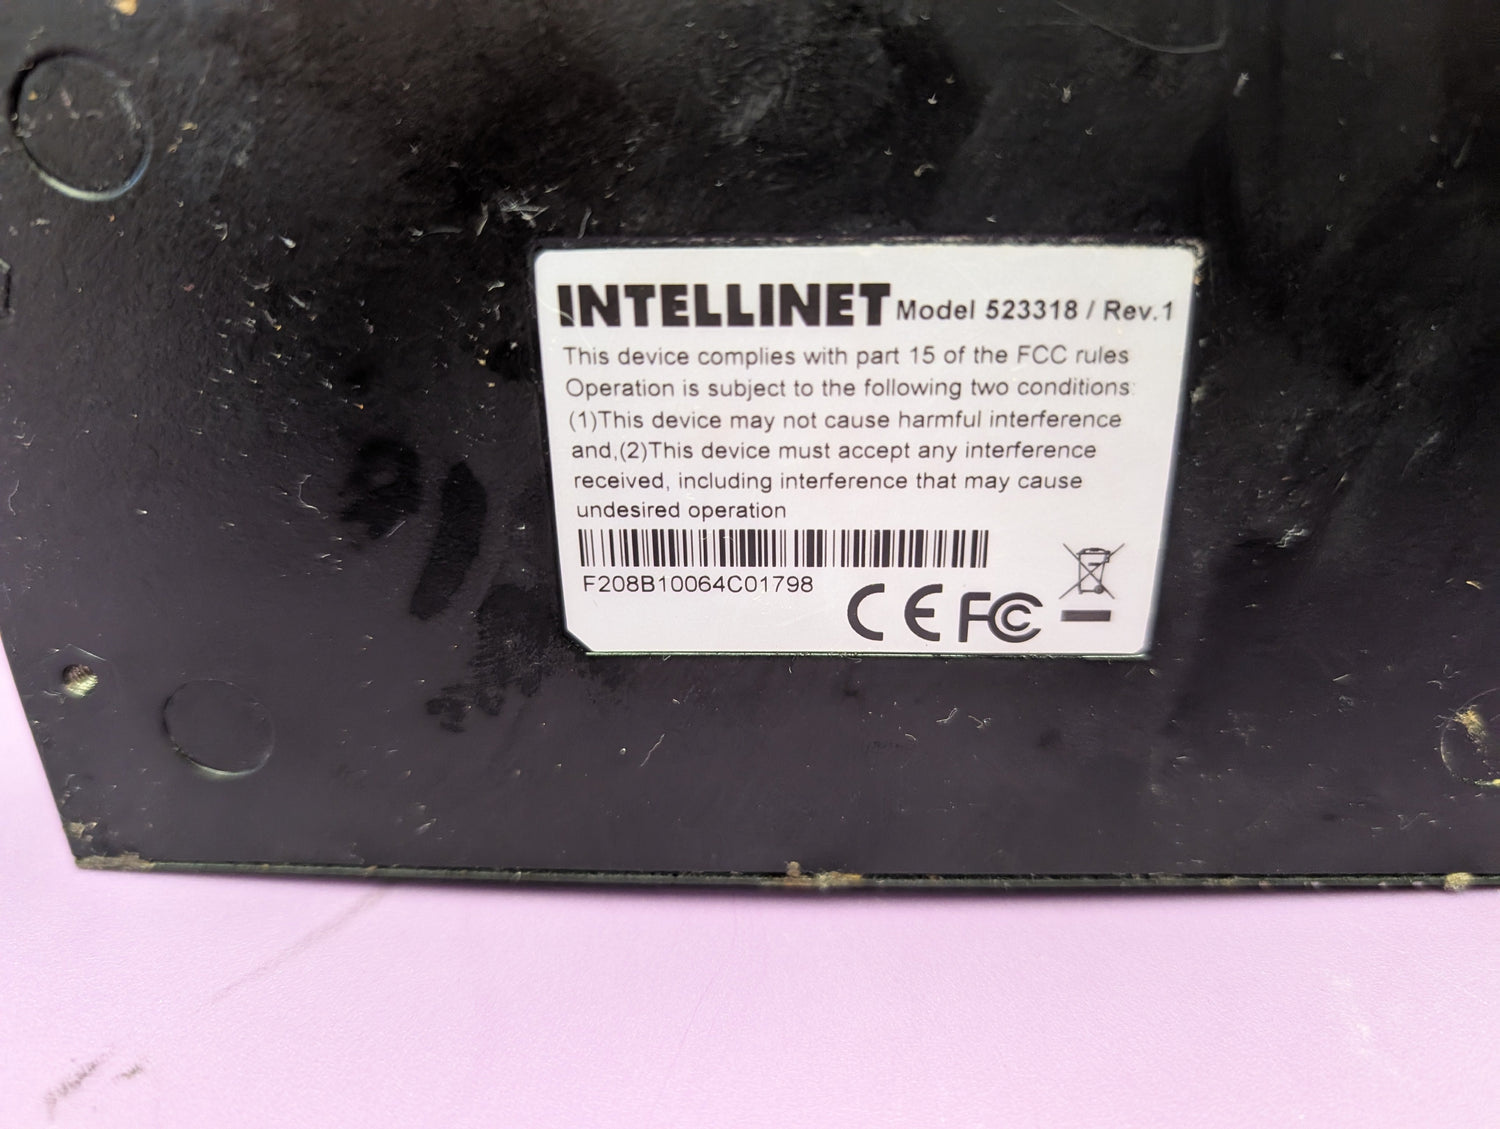 INTELLINET Model 523318 / Rev.1
This device complies with part 15 of the FCC rules
Operation is subject to the following two conditions:
(1)This device may not cause harmful interference
and,(2)This device must accept any interference
received, including interference that may cause
undesired operation
F208B10064C01798
CE FC